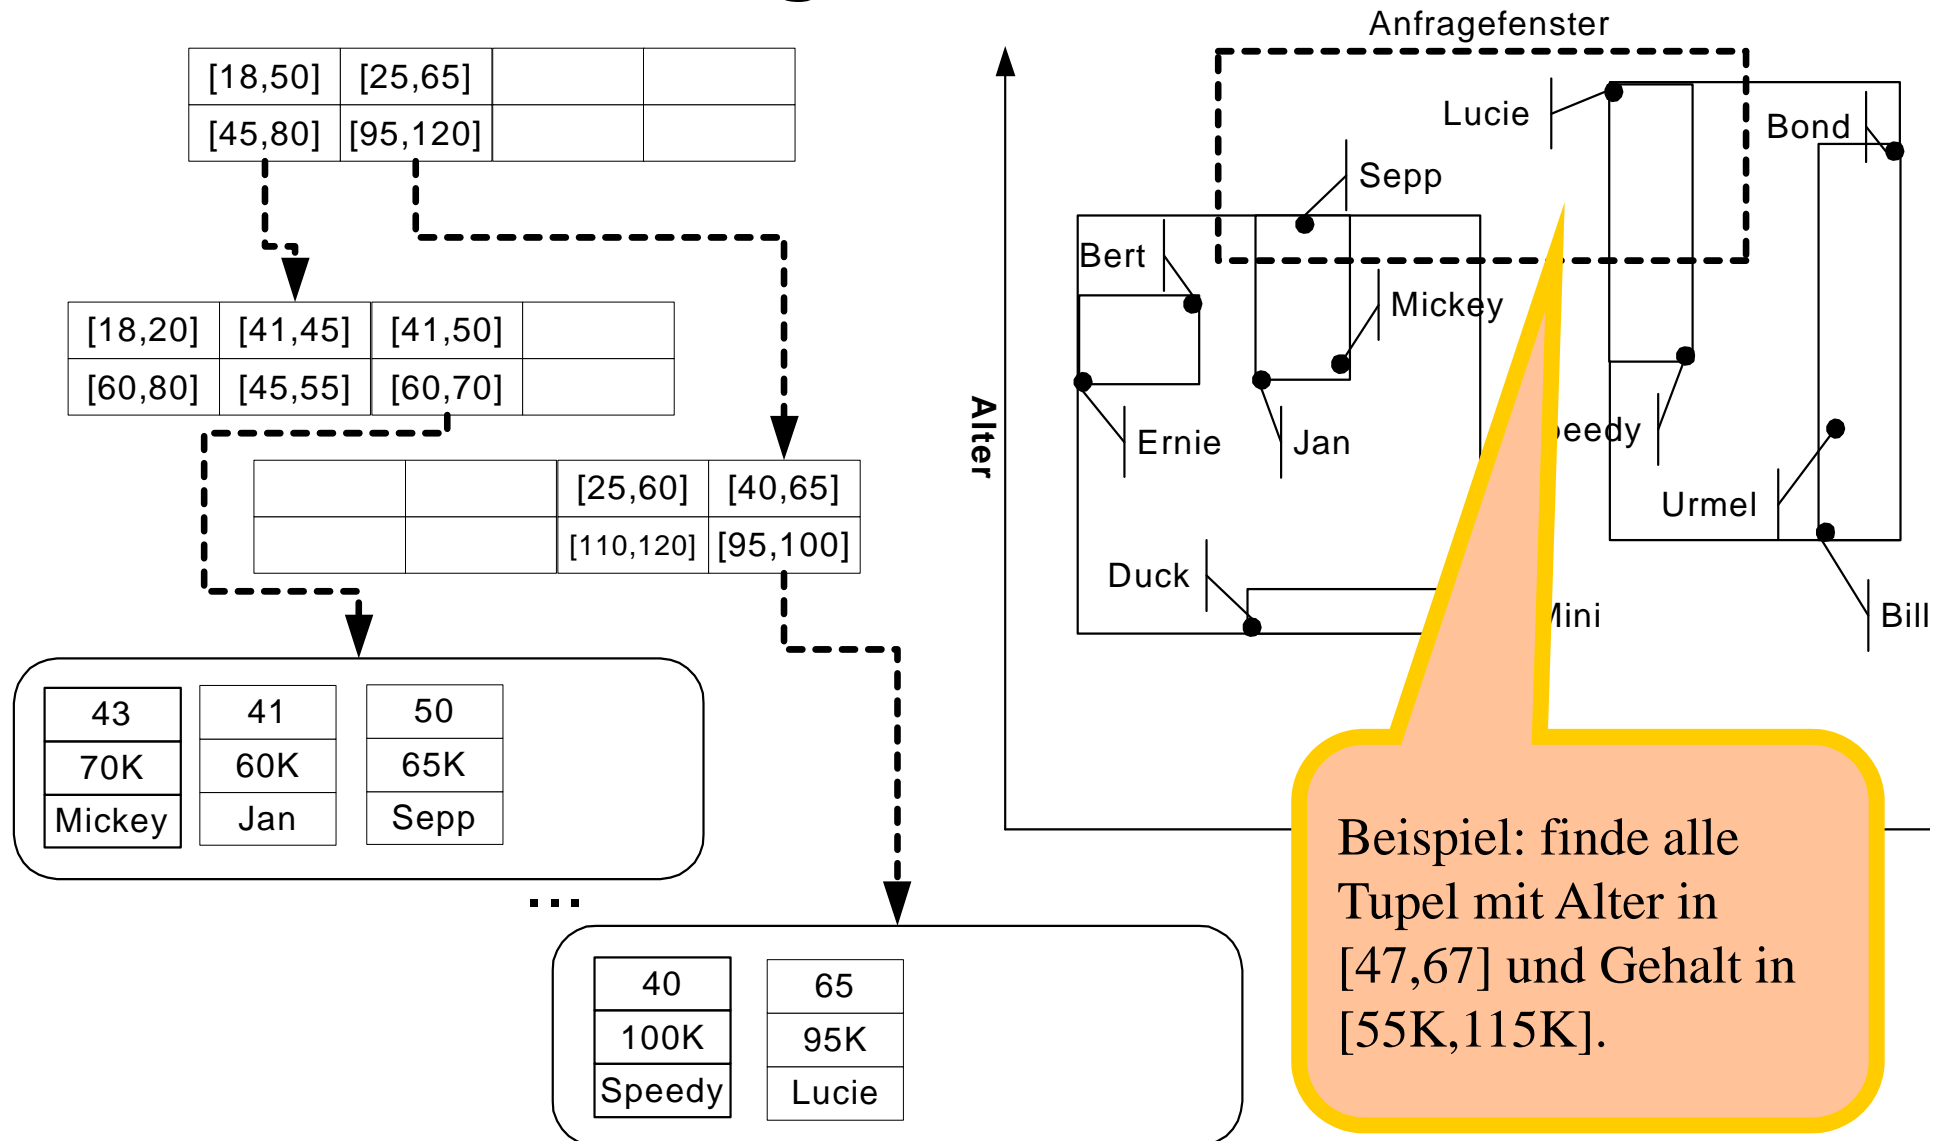 [18,50] [25,65]
[45,80] [95,120]
[18,20] [41,45] [41,50]
[60,80] [45,55] [60,70]
[25,60] [40,65]
[110,120] [95,100]
43 41 50
70K 60K 65K
Mickey Jan Sepp
...
40 65
100K 95K
Speedy Lucie
Anfragefenster
Lucie
Bond
Sepp
Bert
Mickey
Alter
Ernie
Jan
eedy
Urmel
Duck
Mini
Bill
Beispiel: finde alle
Tupel mit Alter in
[47,67] und Gehalt in
[55K,115K].